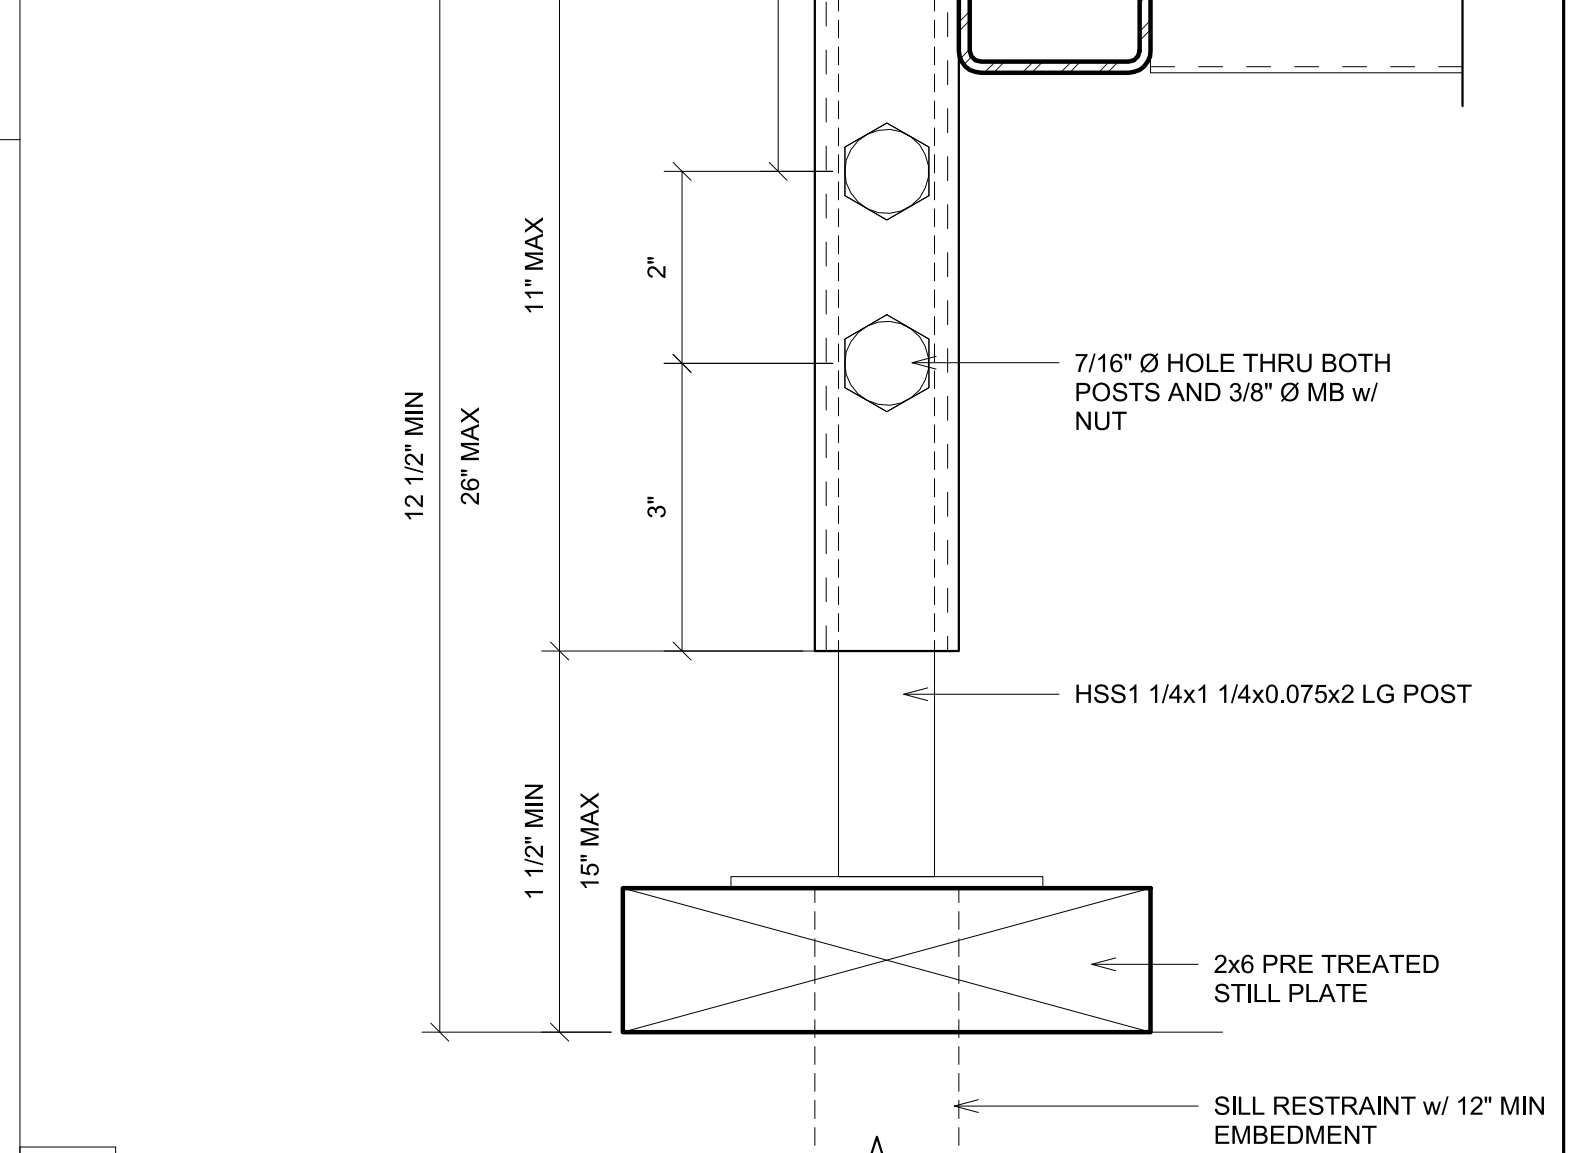 11" MAX
2"
7/16" Ø HOLE THRU BOTH
POSTS AND 3/8" Ø MB w/
NUT
12 1/2" MIN
26" MAX
3"
HSS1 1/4x1 1/4x0.075x2 LG POST
1 1/2" MIN
15" MAX
2x6 PRE TREATED
STILL PLATE
SILL RESTRAINT w/ 12" MIN
EMBEDMENT